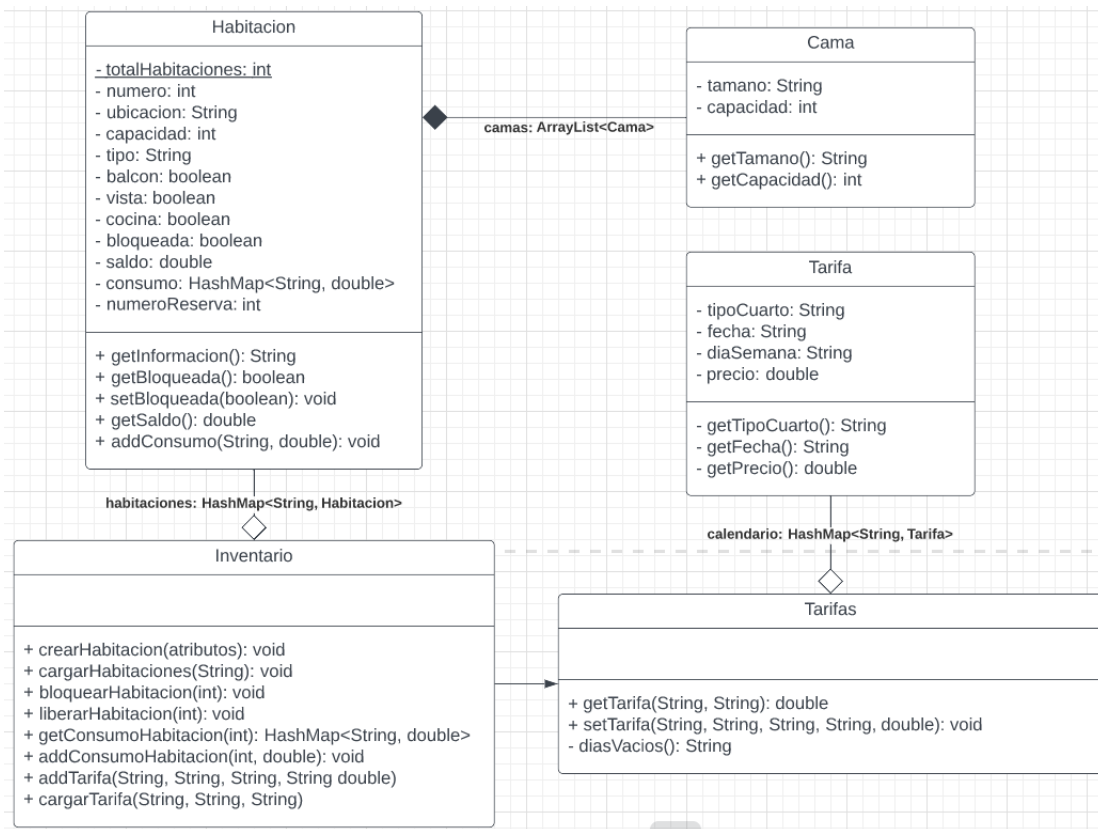 Habitacion
- totalHabitaciones: int
- numero: int
- ubicacion: String
- capacidad: int
- tipo: String
- balcon: boolean
- vista: boolean
- cocina: boolean
- bloqueada: boolean
- saldo: double
- consumo: HashMap<String, double>
- numeroReserva: int
+ getInformacion(): String
+ getBloqueada(): boolean
+ setBloqueada(boolean): void
+ getSaldo(): double
+ addConsumo(String, double): void
camas: ArrayList<Cama>
Cama
- tamano: String
- capacidad: int
+ getTamano(): String
+ getCapacidad(): int
Tarifa
- tipoCuarto: String
- fecha: String
- diaSemana: String
- precio: double
- getTipoCuarto(): String
- getFecha(): String
- getPrecio(): double
habitaciones: HashMap<String, Habitacion>
calendario: HashMap<String, Tarifa>
Inventario
+ crearHabitacion(atributos): void
+ cargarHabitaciones(String): void
+ bloquearHabitacion(int): void
+ liberarHabitacion(int): void
+ getConsumoHabitacion(int): HashMap<String, double>
+ addConsumoHabitacion(int, double): void
+ addTarifa(String, String, String, String double)
+ cargarTarifa(String, String, String)
Tarifas
+ getTarifa(String, String): double
+ setTarifa(String, String, String, String, double): void
- diasVacios(): String